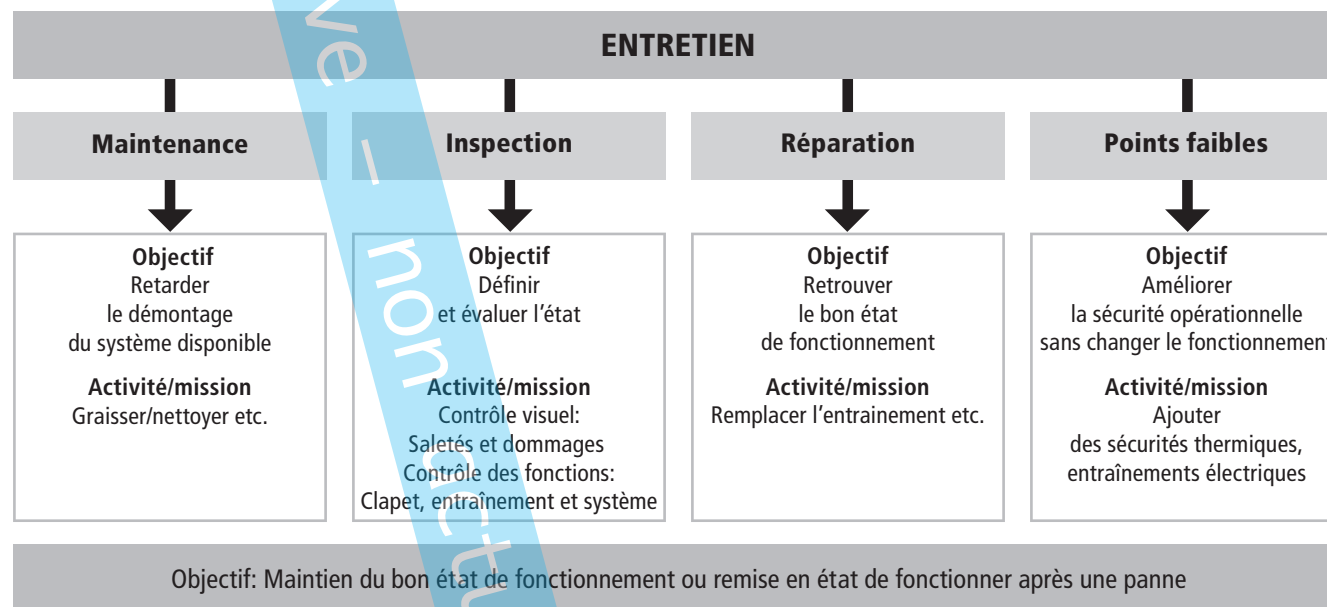 ENTRETIEN
Maintenance
Inspection
Réparation
Points faibles
Objectif
Retarder
le démontage
du système disponible
Activité/mission
Graisser/nettoyer etc.
Objectif
Définir
et évaluer l'état
Activité/mission
Contrôle visuel:
Saletés et dommages
Contrôle des fonctions:
Clapet, entraînement et système
Objectif
Retrouver
le bon état
de fonctionnement
Activité/mission
Remplacer l'entrainement etc.
Objectif
Améliorer
la sécurité opérationnelle
sans changer le fonctionnement
Activité/mission
Ajouter
des sécurités thermiques,
entraînements électriques
Objectif: Maintien du bon état de fonctionnement ou remise en état de fonctionner après une panne
ve – non actu